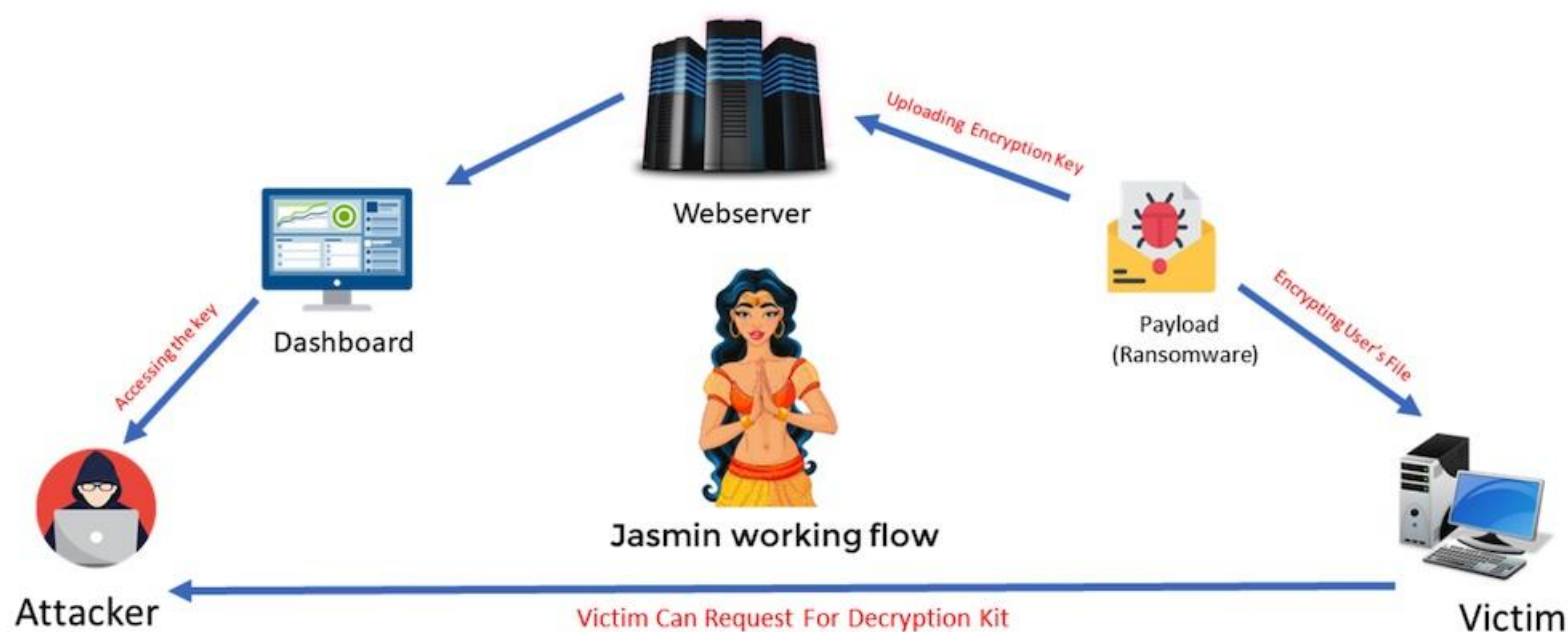 Uploading Encryption Key
Webserver
Dashboard
Payload
(Ransomware)
Encrypting User's File
Accessing the key
Jasmin working flow
Attacker
Victim Can Request For Decryption Kit
Victim